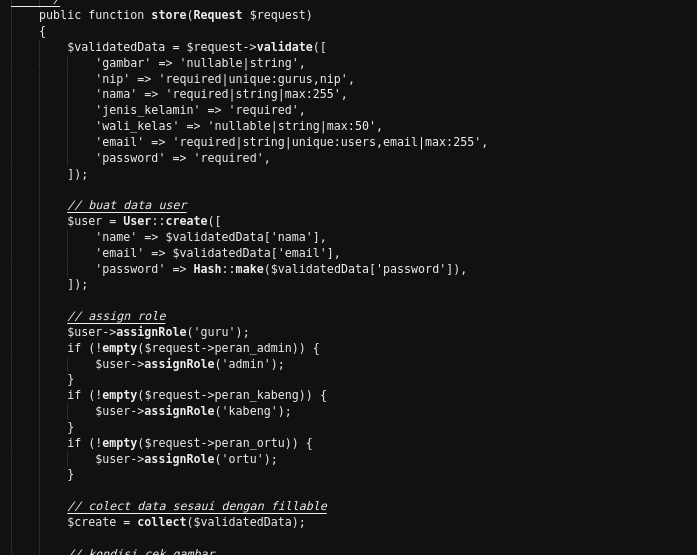 public function store(Request $request)
{
$validatedData = $request->validate([
'gambar' => 'nullable|string',
'nip' => 'required|unique:gurus,nip',
'nama' => 'required|string|max:255',
'jenis_kelamin' => 'required',
'wali_kelas' => 'nullable|string|max:50',
'email' => 'required|string|unique:users,email|max:255',
'password' => 'required',
]);
// buat data user
$user = User::create([
'name' => $validatedData['nama'],
'email' => $validatedData['email'],
'password' => Hash::make($validatedData['password']),
]);
// assign role
$user->assignRole('guru');
if (!empty($request->peran_admin)) {
$user->assignRole('admin');
}
if (!empty($request->peran_kabeng)) {
$user->assignRole('kabeng');
}
if (!empty($request->peran_ortu)) {
$user->assignRole('ortu');
}
// colect data sesaui dengan fillable
$create = collect($validatedData);
// kondisi cek gambar